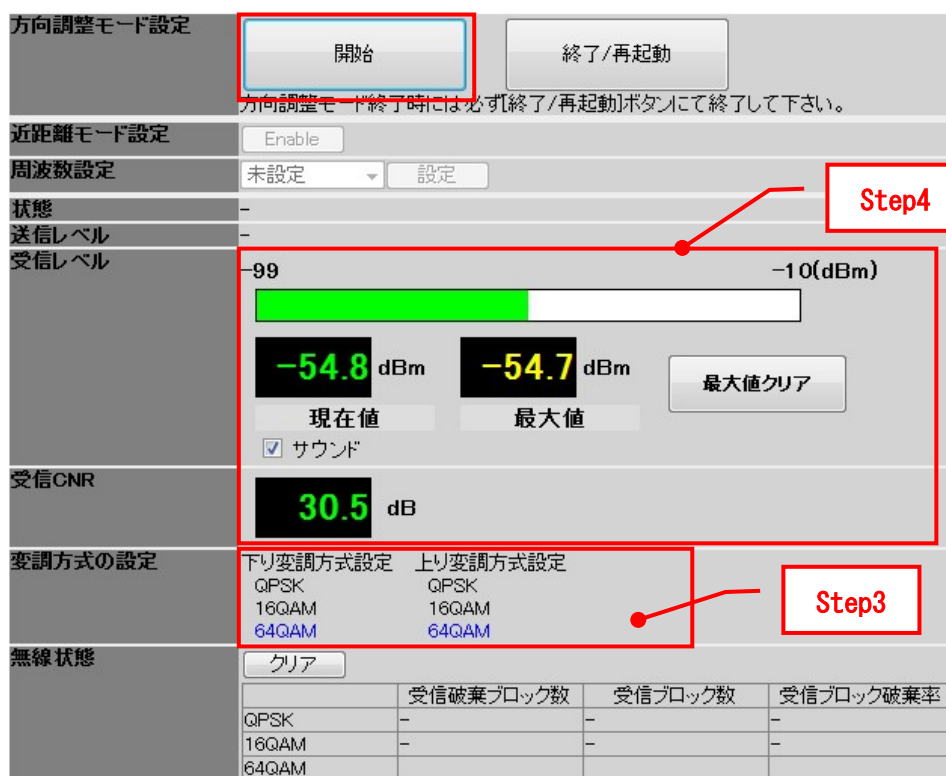 方向調整モード設定
開始
終了/再起動
方向調整モード終了時には必ず[終了/再起動]ボタンにて終了して下さい。
近距離モード設定
Enable
周波数設定
未設定
設定
状態
-
Step4
送信レベル
-
受信レベル
-99
-10(dBm)
-54.8 dBm
-54.7 dBm
最大値クリア
現在値
最大値
サウンド
受信CNR
30.5 dB
変調方式の設定
下り変調方式設定 上り変調方式設定
QPSK QPSK
16QAM 16QAM
64QAM 64QAM
Step3
無線状態
クリア
受信破棄ブロック数 受信ブロック数 受信ブロック破棄率
QPSK - - -
16QAM - - -
64QAM